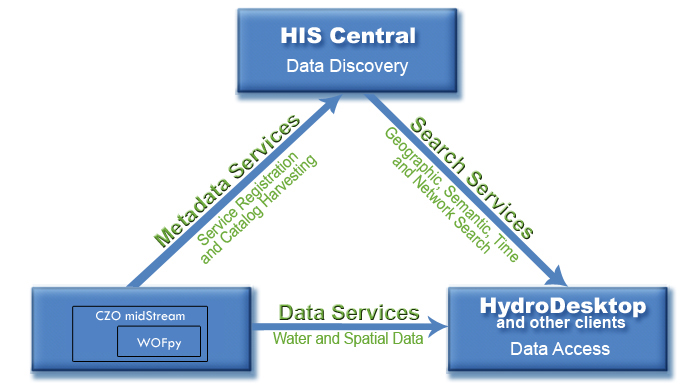 HIS Central
Data Discovery
Metadata Services
Service Registration
and Catalog Harvesting
Search Services
Geographic, Semantic, Time
and Network Search
CZO midStream
WOFpy
Data Services
Water and Spatial Data
HydroDesktop
and other clients
Data Access